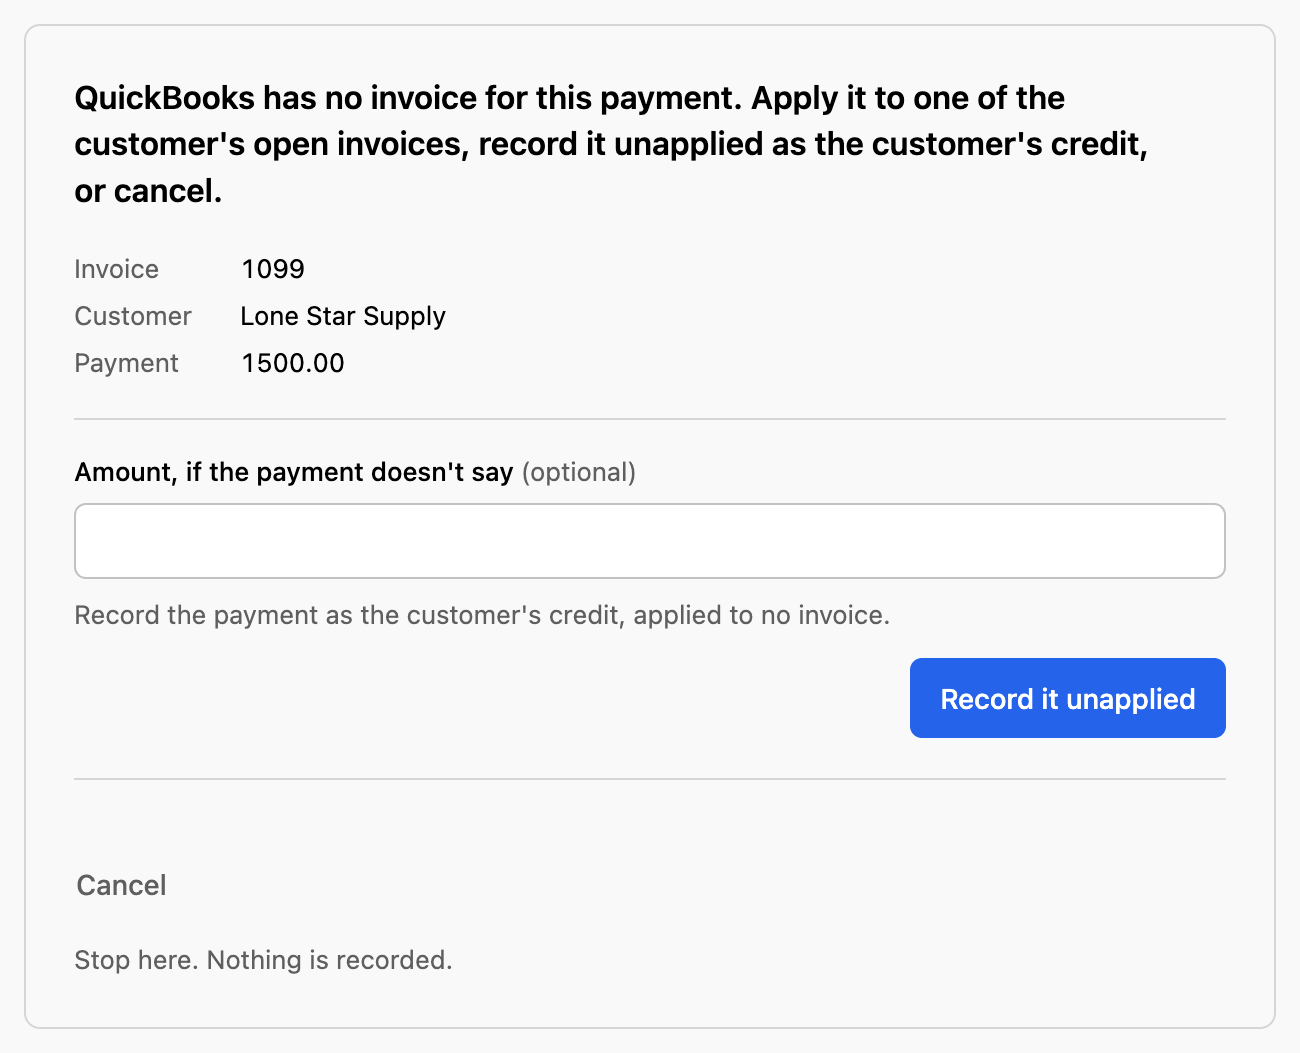 QuickBooks has no invoice for this payment. Apply it to one of the
customer's open invoices, record it unapplied as the customer's credit,
or cancel.
Invoice 1099
Customer Lone Star Supply
Payment 1500.00
Amount, if the payment doesn't say (optional)
Record the payment as the customer's credit, applied to no invoice.
Record it unapplied
Cancel
Stop here. Nothing is recorded.